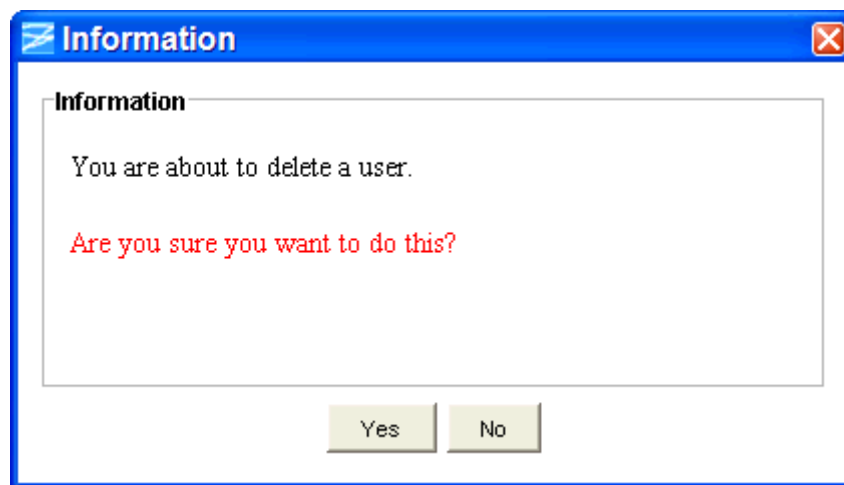 Information
Information
You are about to delete a user.
Are you sure you want to do this?
Yes No